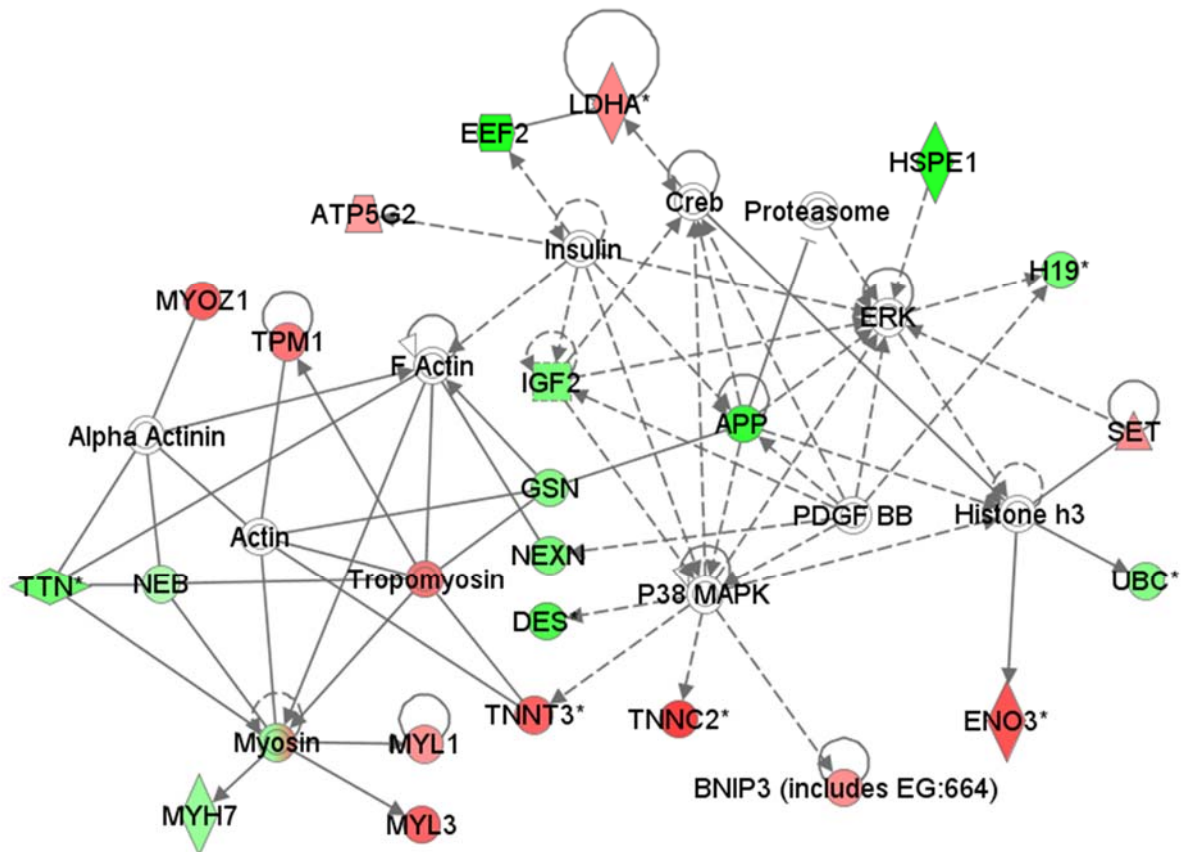 LDHA*
EEF2
HSPE1
Creb
Proteasome
ATP5G2
Insulin
H19*
MYOZ1
ERK
TPM1
F Actin
IGF2
APP
SET
Alpha Actinin
GSN
PDGF BB
Histone h3
Actin
NEXN
TTN*
NEB
Tropomyosin
P38 MAPK
UBC*
DES*
TNNT3*
TNNC2*
ENO3*
Myosin
MYL1
BNIP3 (includes EG:664)
MYH7
MYL3